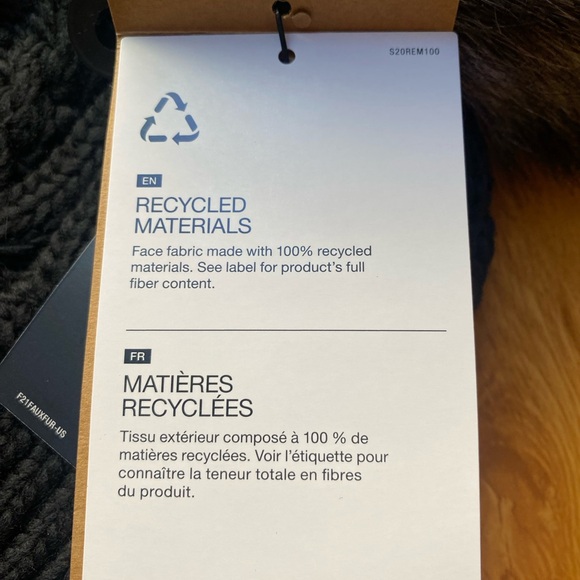 S20REM100
EN
RECYCLED
MATERIALS
Face fabric made with 100% recycled
materials. See label for product's full
fiber content.
FR
MATIÈRES
RECYCLÉES
Tissu extérieur composé à 100 % de
matières recyclées. Voir l'étiquette pour
connaître la teneur totale en fibres
du produit.
F21FAUXFUR-US